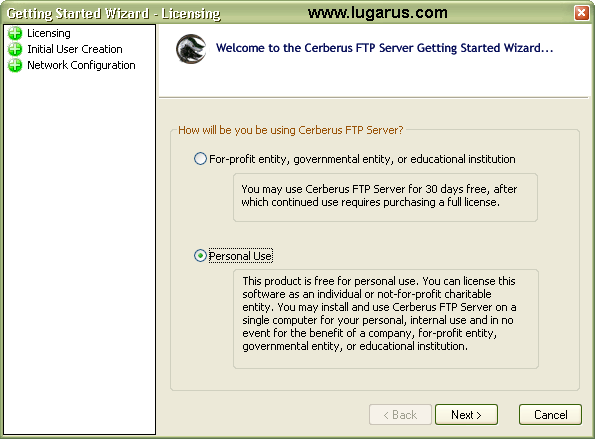 Getting Started Wizard - Licensing
www.lugarus.com
Licensing
Initial User Creation
Network Configuration
Welcome to the Cerberus FTP Server Getting Started Wizard...
How will be you be using Cerberus FTP Server?
For-profit entity, governmental entity, or educational institution
You may use Cerberus FTP Server for 30 days free, after
which continued use requires purchasing a full license.
Personal Use
This product is free for personal use. You can license this
software as an individual or not-for-profit charitable
entity. You may install and use Cerberus FTP Server on a
single computer for your personal, internal use and in no
event for the benefit of a company, for-profit entity,
governmental entity, or educational institution.
< Back
Next >
Cancel